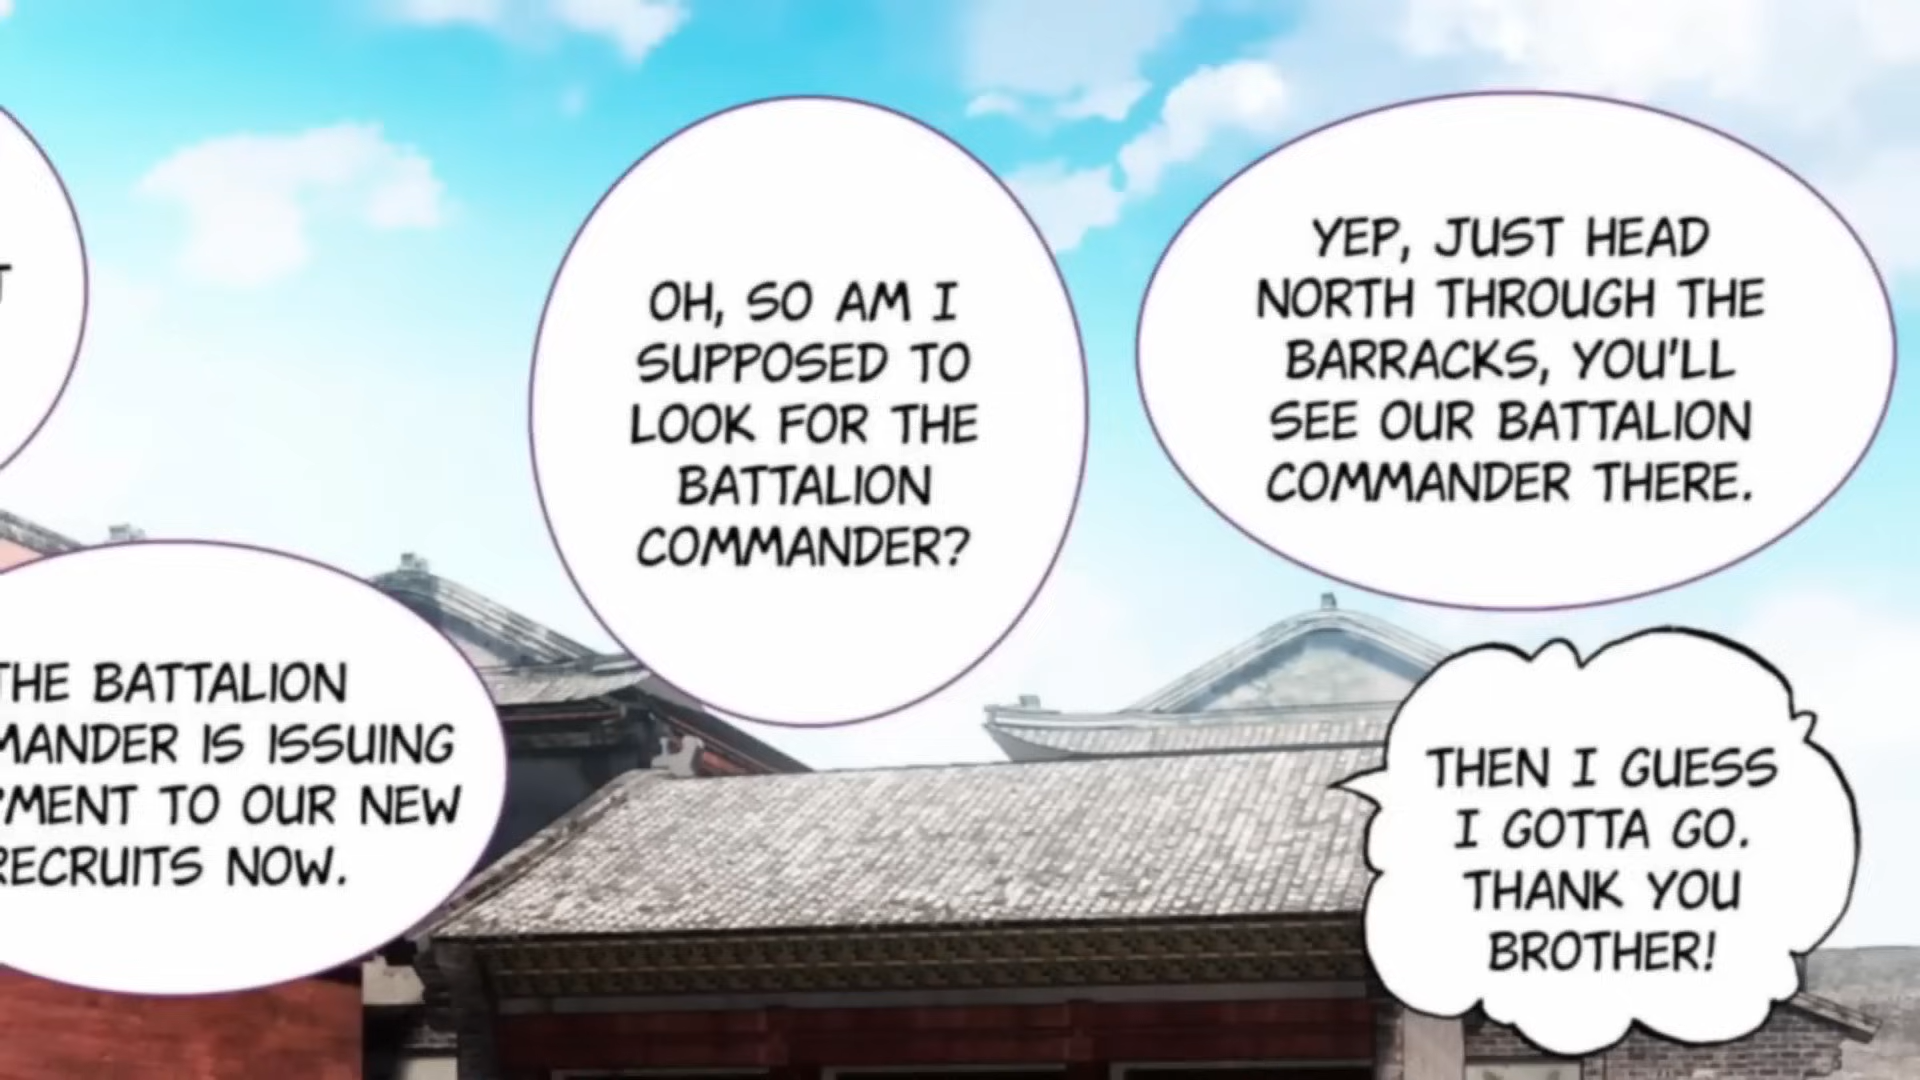 THE BATTALION
IS ISSUING
TO OUR NEW
RECRUITS NOW.
OH, SO AM I
SUPPOSED TO
LOOK FOR THE
BATTALION
COMMANDER?
YEP, JUST HEAD
NORTH THROUGH THE
BARRACKS, YOU'LL
SEE OUR BATTALION
COMMANDER THERE.
THEN I GUESS
I GOTTA GO.
THANK YOU
BROTHER!